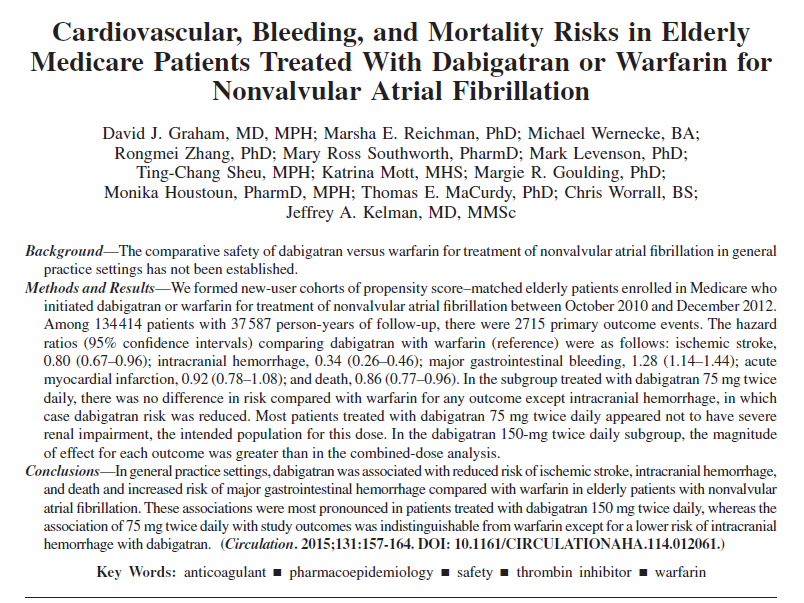 Cardiovascular, Bleeding, and Mortality Risks in Elderly
Medicare Patients Treated With Dabigatran or Warfarin for
Nonvalvular Atrial Fibrillation
David J. Graham, MD, MPH; Marsha E. Reichman, PhD; Michael Wernecke, BA;
Rongmei Zhang, PhD; Mary Ross Southworth, PharmD; Mark Levenson, PhD;
Ting-Chang Sheu, MPH; Katrina Mott, MHS; Margie R. Goulding, PhD;
Monika Houstoun, PharmD, MPH; Thomas E. MaCurdy, PhD; Chris Worrall, BS;
Jeffrey A. Kelman, MD, MMSc
Background—The comparative safety of dabigatran versus warfarin for treatment of nonvalvular atrial fibrillation in general
practice settings has not been established.
Methods and Results—We formed new-user cohorts of propensity score–matched elderly patients enrolled in Medicare who
initiated dabigatran or warfarin for treatment of nonvalvular atrial fibrillation between October 2010 and December 2012.
Among 134 414 patients with 37 587 person-years of follow-up, there were 2715 primary outcome events. The hazard
ratios (95% confidence intervals) comparing dabigatran with warfarin (reference) were as follows: ischemic stroke,
0.80 (0.67–0.96); intracranial hemorrhage, 0.34 (0.26–0.46); major gastrointestinal bleeding, 1.28 (1.14–1.44); acute
myocardial infarction, 0.92 (0.78–1.08); and death, 0.86 (0.77–0.96). In the subgroup treated with dabigatran 75 mg twice
daily, there was no difference in risk compared with warfarin for any outcome except intracranial hemorrhage, in which
case dabigatran risk was reduced. Most patients treated with dabigatran 75 mg twice daily appeared not to have severe
renal impairment, the intended population for this dose. In the dabigatran 150-mg twice daily subgroup, the magnitude
of effect for each outcome was greater than in the combined-dose analysis.
Conclusions—In general practice settings, dabigatran was associated with reduced risk of ischemic stroke, intracranial hemorrhage,
and death and increased risk of major gastrointestinal hemorrhage compared with warfarin in elderly patients with nonvalvular
atrial fibrillation. These associations were most pronounced in patients treated with dabigatran 150 mg twice daily, whereas the
association of 75 mg twice daily with study outcomes was indistinguishable from warfarin except for a lower risk of intracranial
hemorrhage with dabigatran. (Circulation. 2015;131:157-164. DOI: 10.1161/CIRCULATIONAHA.114.012061.)
Key Words: anticoagulant ■ pharmacoepidemiology ■ safety ■ thrombin inhibitor ■ warfarin